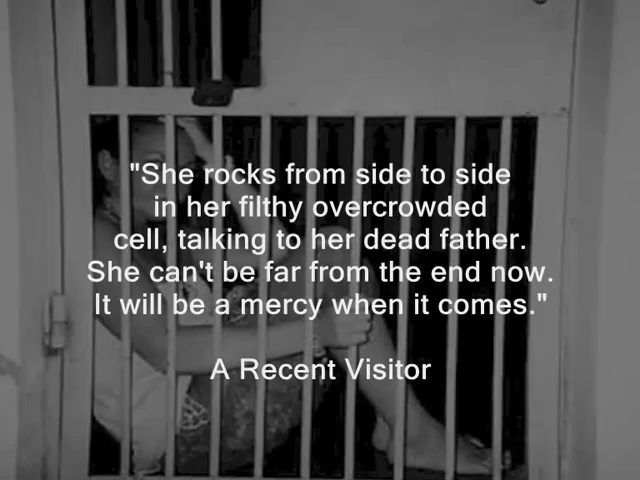 "She rocks from side to side
in her filthy overcrowded
cell, talking to her dead father.
She can't be far from the end now.
It will be a mercy when it comes."
A Recent Visitor